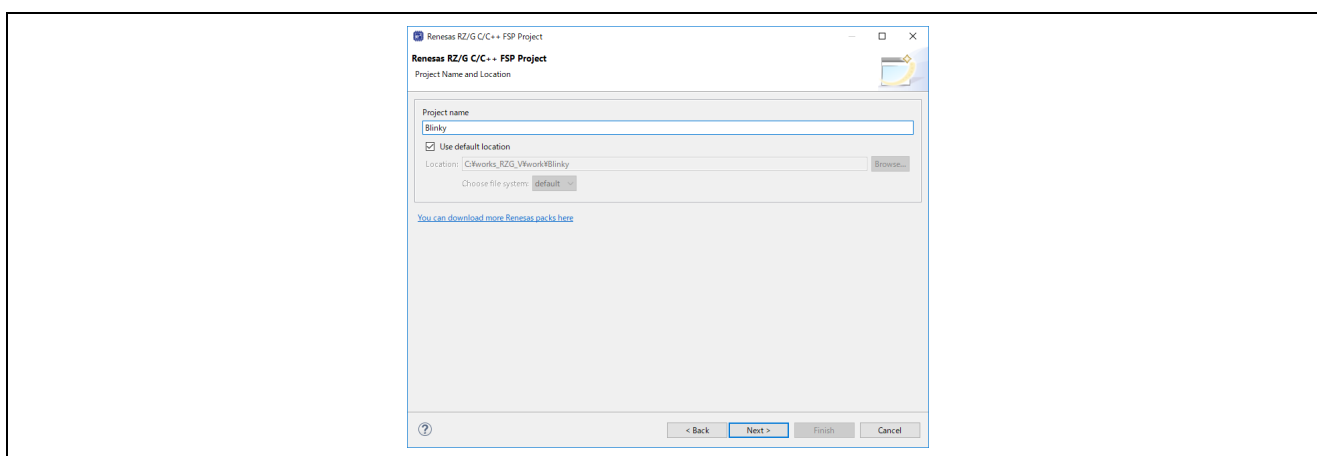 Renesas RZ/G C/C++ FSP Project
Renesas RZ/G C/C++ FSP Project
Project Name and Location
Project name
Blinky
Use default location
Location: C:¥works_RZG_V¥work¥Blinky Browse...
Choose file system: default
You can download more Renesas packs here
< Back Next > Finish Cancel